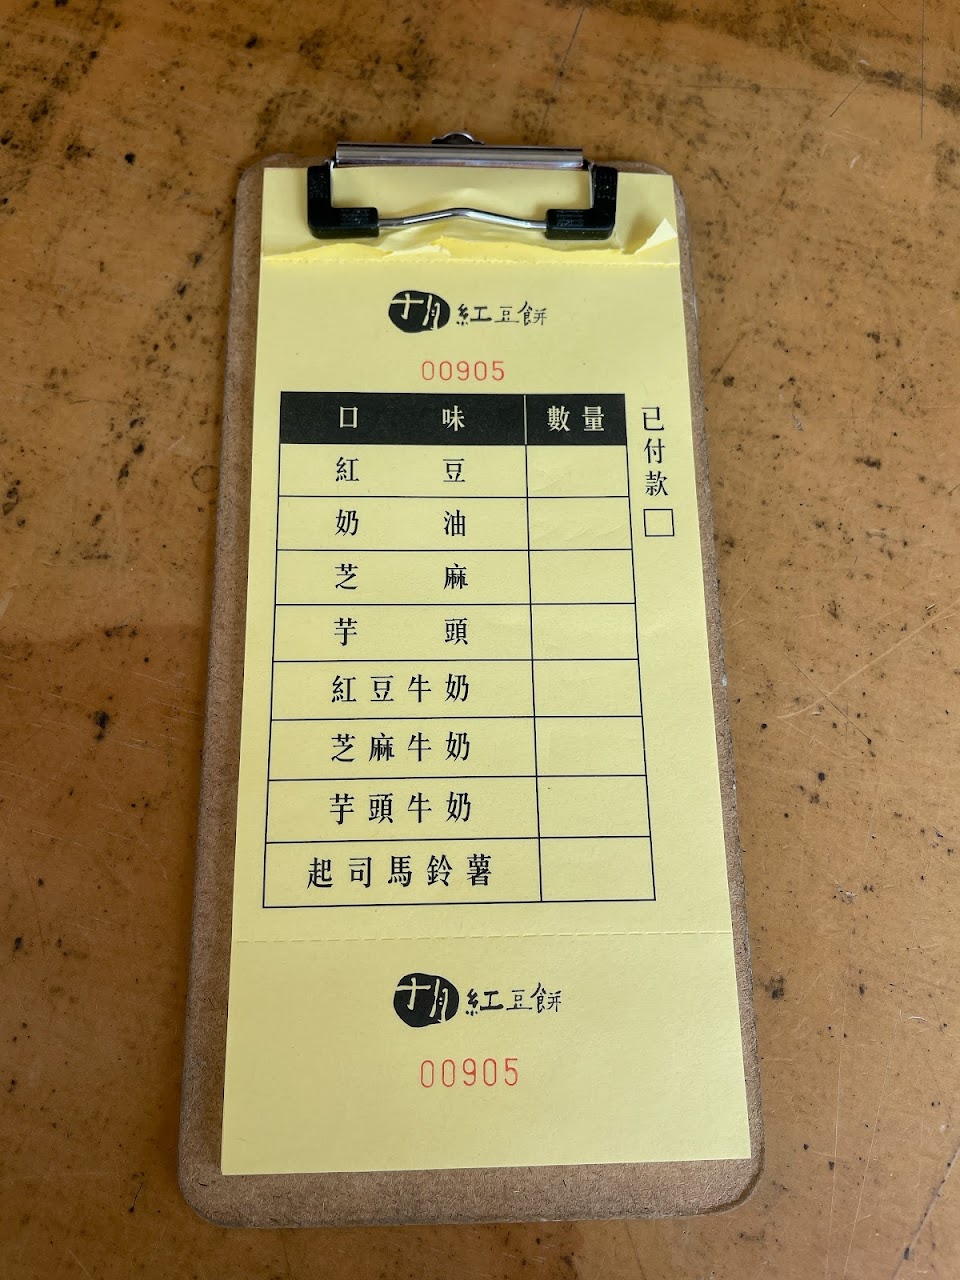 十月紅豆餅
00905
口味 數量
紅豆
奶油
芝麻
芋頭
紅豆牛奶
芝麻牛奶
芋頭牛奶
起司馬鈴薯
已付款 □
十月紅豆餅
00905